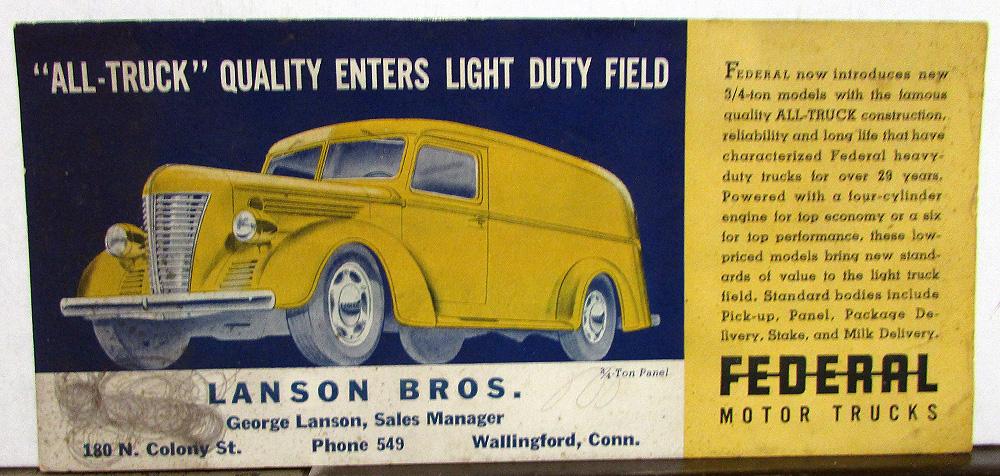 "ALL-TRUCK" QUALITY ENTERS LIGHT DUTY FIELD
3/4-Ton Panel
LANSON BROS.
George Lanson, Sales Manager
180 N. Colony St. Phone 549 Wallingford, Conn.
FEDERAL now introduces new
3/4-ton models with the famous
quality ALL-TRUCK construction,
reliability and long life that have
characterized Federal heavy-
duty trucks for over 29 years.
Powered with a four-cylinder
engine for top economy or a six
for top performance, these low-
priced models bring new stand-
ards of value to the light truck
field. Standard bodies include
Pick-up, Panel, Package De-
livery, Stake, and Milk Delivery.
FEDERAL
MOTOR TRUCKS